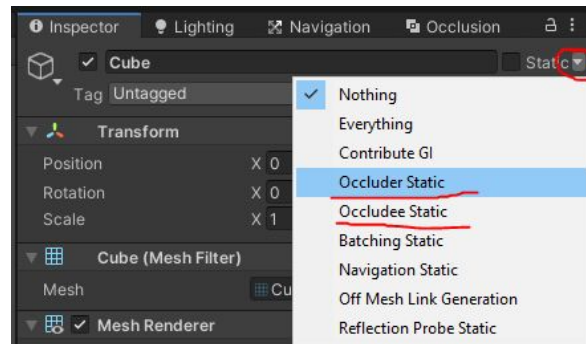 Inspector Lighting Navigation Occlusion
Cube Static
Tag Untagged
Nothing
Everything
Transform
Contribute GI
Position X 0
Occluder Static
Rotation X 0
Occludee Static
Scale X 1
Batching Static
Cube (Mesh Filter)
Navigation Static
Mesh Cu
Off Mesh Link Generation
Mesh Renderer
Reflection Probe Static